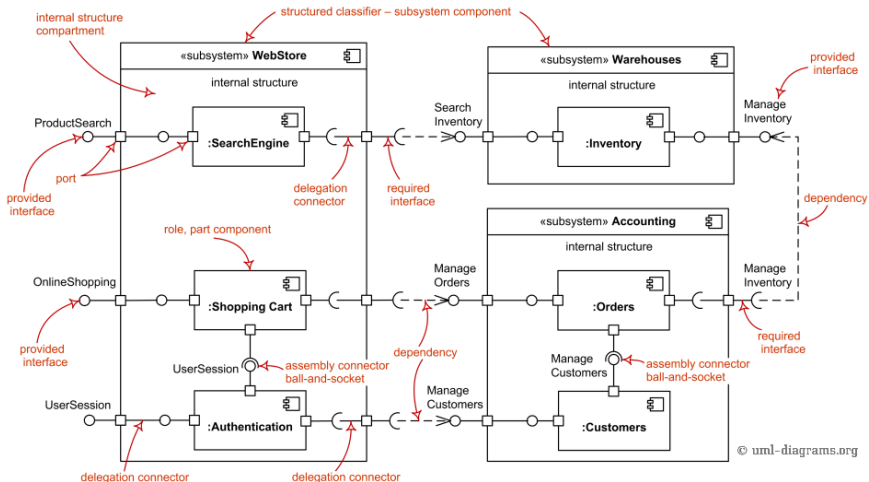 structured classifier – subsystem component
internal structure
compartment
«subsystem» WebStore
internal structure
«subsystem» Warehouses
internal structure
provided
interface
ProductSearch
:SearchEngine
Search
Inventory
:Inventory
Manage
Inventory
port
provided
interface
delegation
connector
required
interface
dependency
role, part component
«subsystem» Accounting
internal structure
OnlineShopping
:Shopping Cart
Manage
Orders
:Orders
Manage
Inventory
provided
interface
UserSession
assembly connector
ball-and-socket
dependency
Manage
Customers
assembly connector
ball-and-socket
required
interface
UserSession
:Authentication
Manage
Customers
:Customers
delegation connector
delegation connector
© uml-diagrams.org